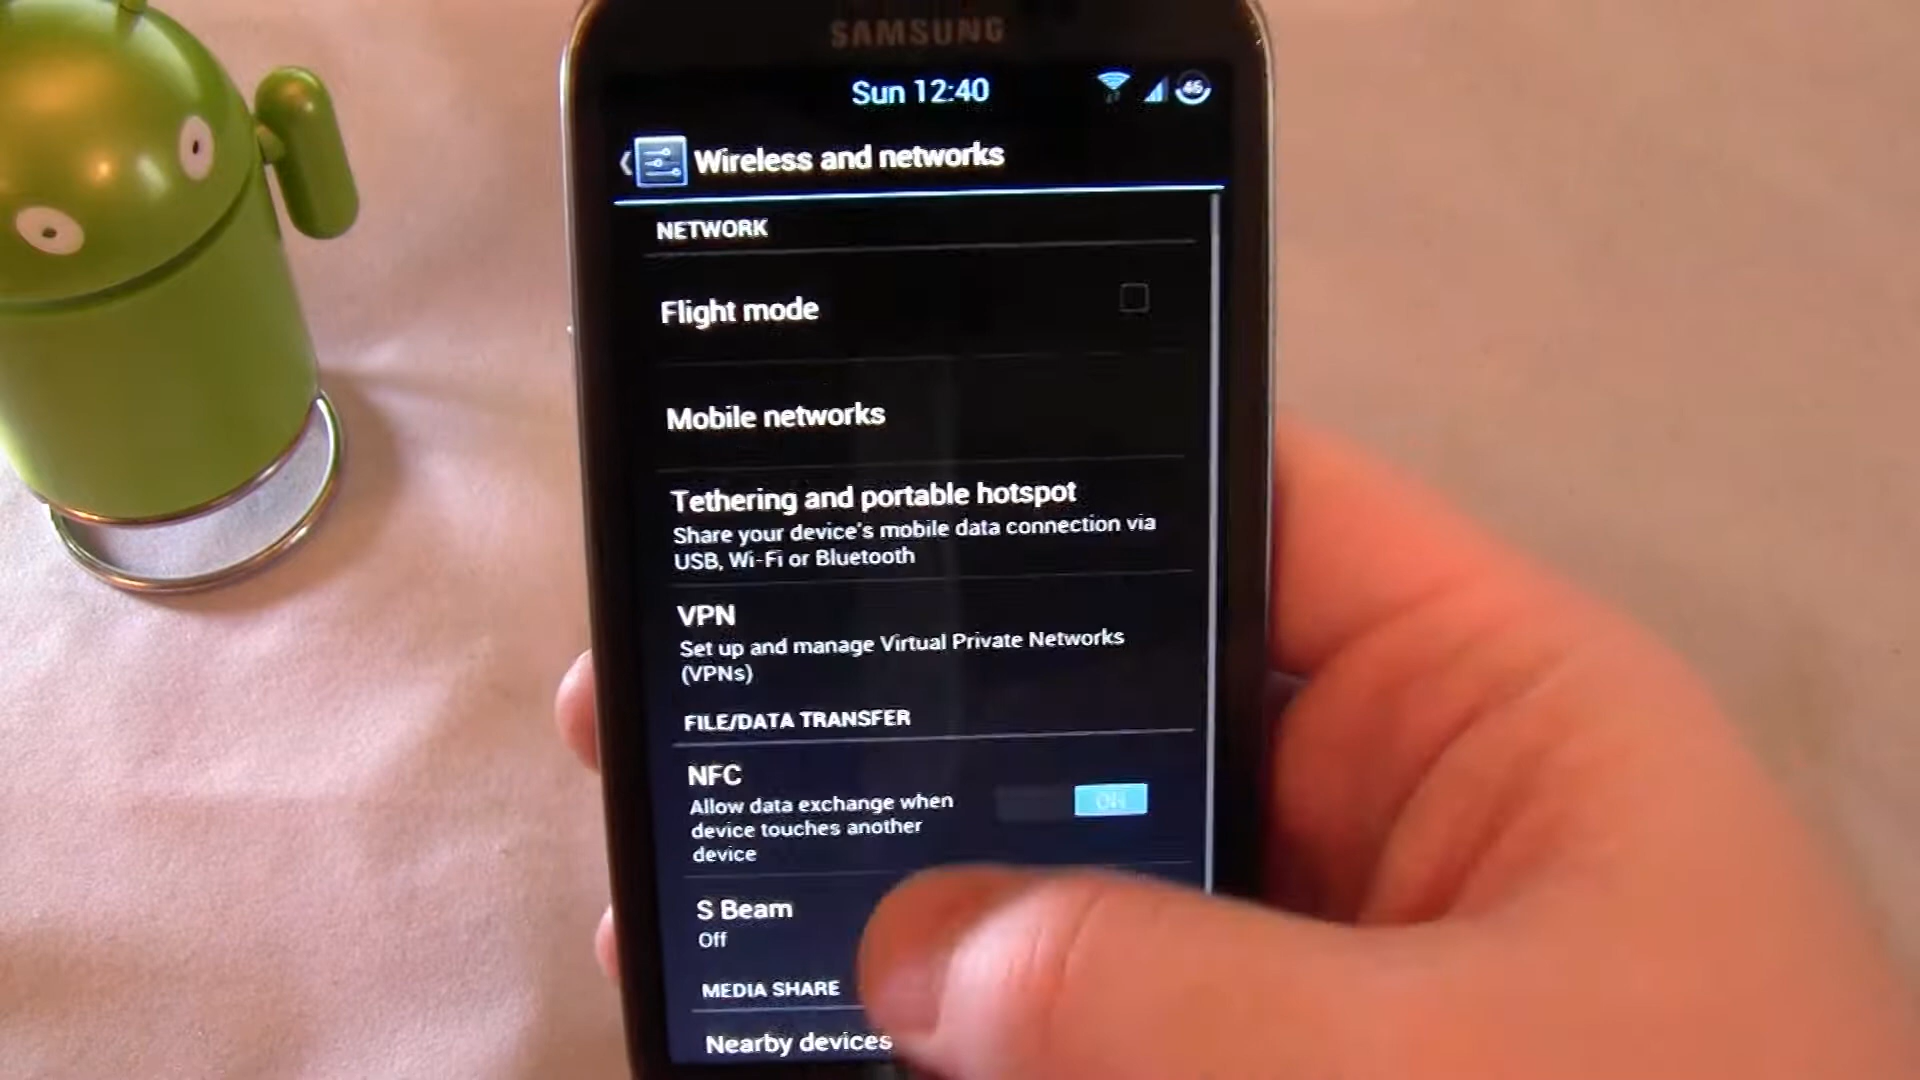 SAMSUNG
Sun 12:40
46
Wireless and networks
NETWORK
Flight mode
Mobile networks
Tethering and portable hotspot
Share your device's mobile data connection via
USB, Wi-Fi or Bluetooth
VPN
Set up and manage Virtual Private Networks
(VPNs)
FILE/DATA TRANSFER
NFC
Allow data exchange when
device touches another
device
ON
S Beam
Off
MEDIA SHARE
Nearby devices